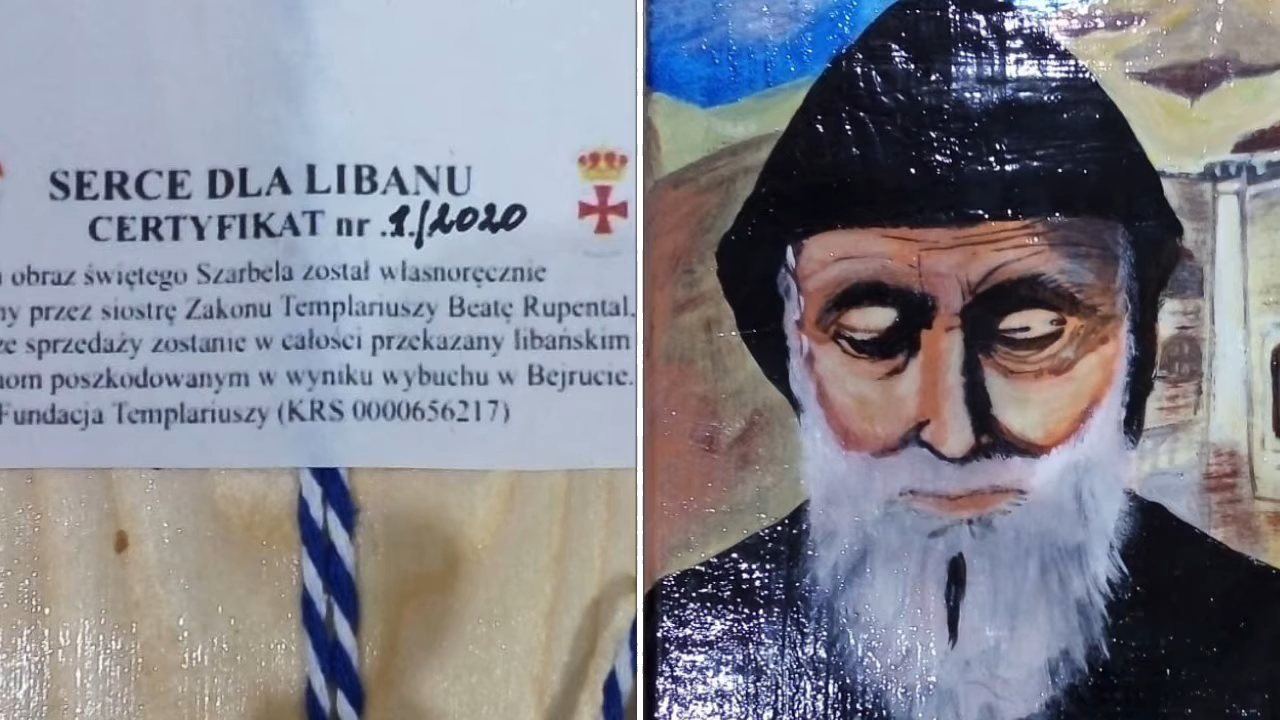 SERCE DLA LIBANU
CERTYFIKAT nr .1./2020
obraz świętego Szarbela został własnoręcznie
przez siostrę Zakonu Templariuszy Beatę Rupental.
sprzedaży zostanie w całości przekazany libańskim
poszkodowanym w wyniku wybuchu w Bejrucie.
Fundacja Templariuszy (KRS 0000656217)